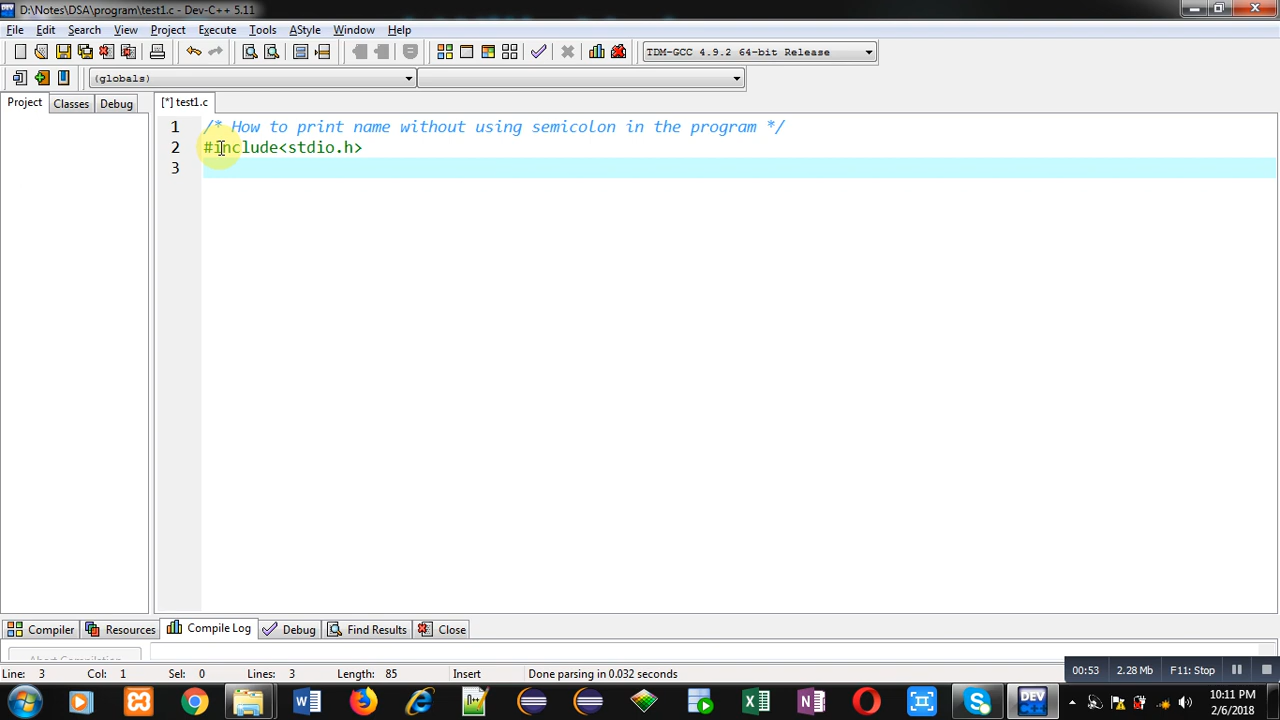 D:\Notes\DSA\program\test1.c - Dev-C++ 5.11
File Edit Search View Project Execute Tools AStyle Window Help
TDM-GCC 4.9.2 64-bit Release
(globals)
Project Classes Debug [*] test1.c
1 /* How to print name without using semicolon in the program */
2 #include<stdio.h>
3
Compiler Resources Compile Log Debug Find Results Close
Abort Compilation
Line: 3 Col: 1 Sel: 0 Lines: 3 Length: 85 Insert Done parsing in 0.032 seconds
00:53 2.28 Mb F11: Stop
DEV
10:11 PM
2/6/2018